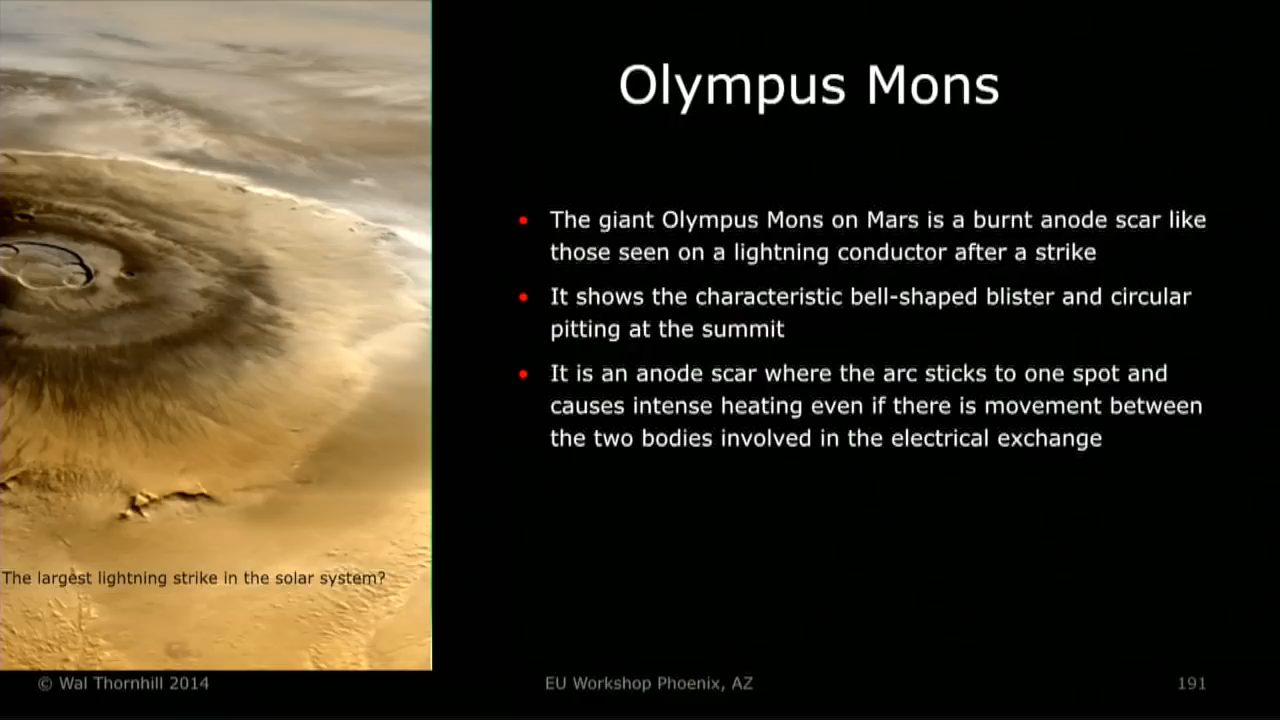 Olympus Mons
• The giant Olympus Mons on Mars is a burnt anode scar like
those seen on a lightning conductor after a strike
• It shows the characteristic bell-shaped blister and circular
pitting at the summit
• It is an anode scar where the arc sticks to one spot and
causes intense heating even if there is movement between
the two bodies involved in the electrical exchange
The largest lightning strike in the solar system?
© Wal Thornhill 2014
EU Workshop Phoenix, AZ
191